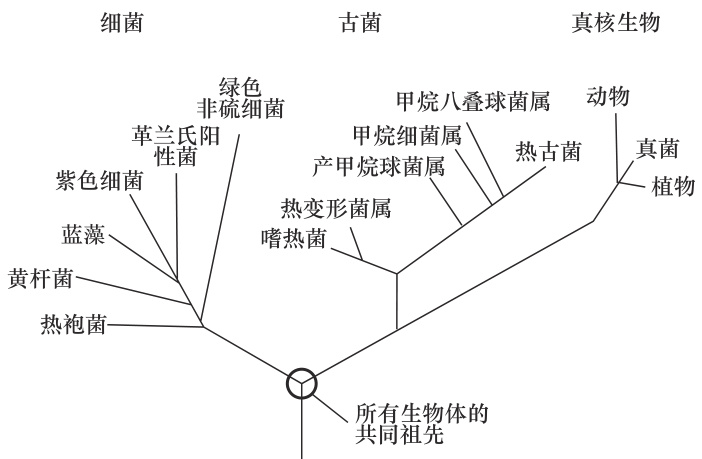 细菌
古菌
真核生物
绿色
非硫细菌
革兰氏阳
性菌
紫色细菌
蓝藻
黄杆菌
热袍菌
甲烷八叠球菌属
甲烷细菌属
产甲烷球菌属
热古菌
热变形菌属
嗜热菌
动物
真菌
植物
所有生物体的
共同祖先